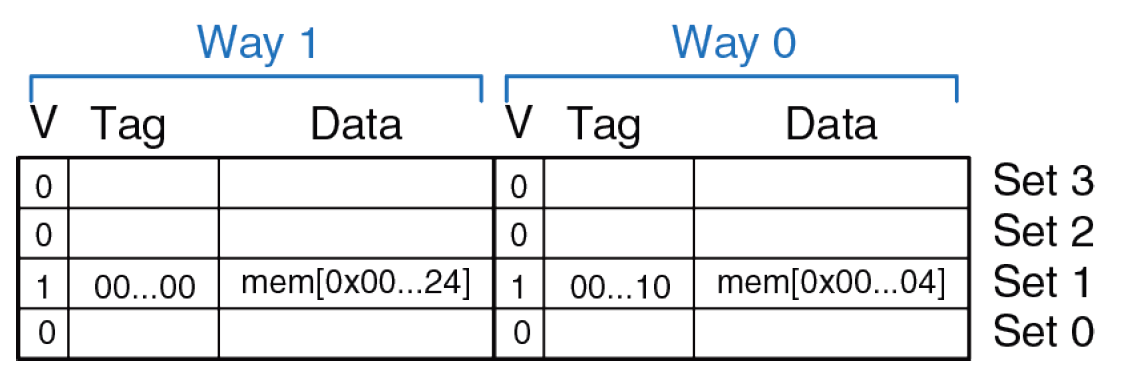 Way 1 Way 0
V Tag Data V Tag Data
0 0 Set 3
0 0 Set 2
1 00...00 mem[0x00...24] 1 00...10 mem[0x00...04] Set 1
0 0 Set 0